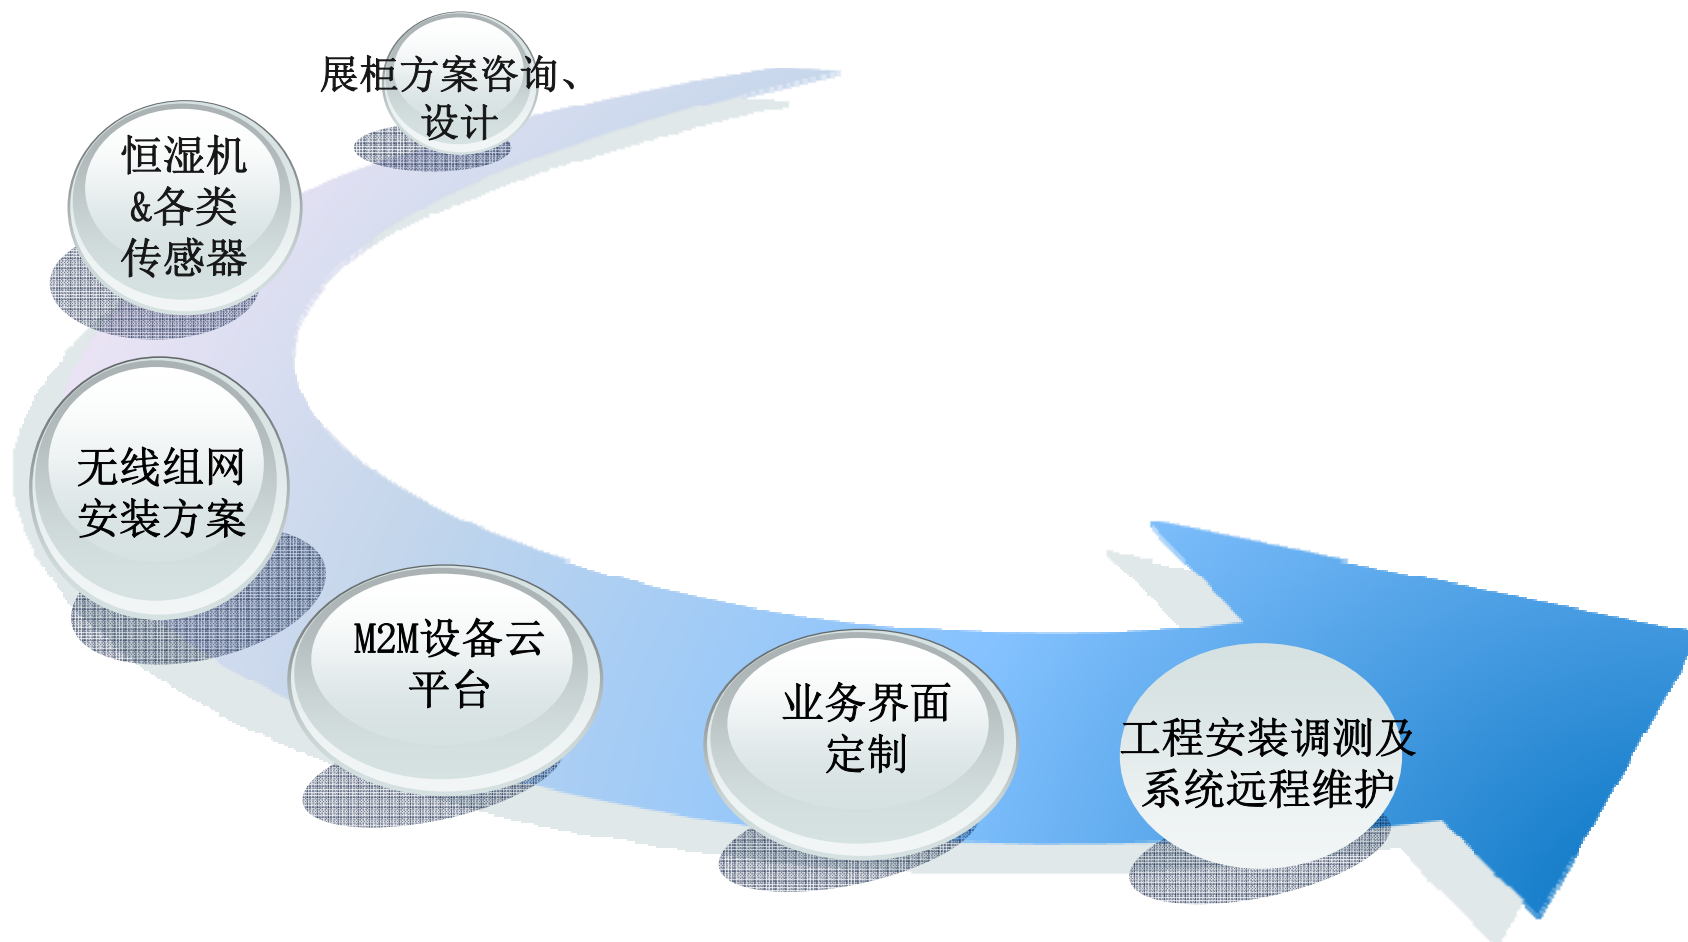 展柜方案咨询、
设计
恒湿机
&各类
传感器
无线组网
安装方案
M2M设备云
平台
业务界面
定制
工程安装调测及
系统远程维护